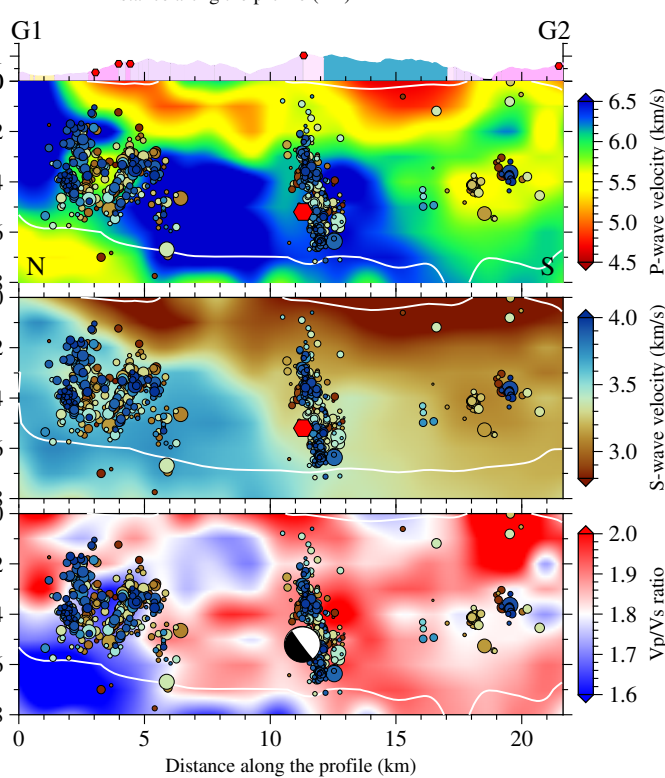 G1 G2
N S
6.5
6.0
5.5
5.0
4.5
P-wave velocity (km/s)
4.0
3.5
3.0
S-wave velocity (km/s)
2.0
1.9
1.8
1.7
1.6
Vp/Vs ratio
0 5 10 15 20
Distance along the profile (km)